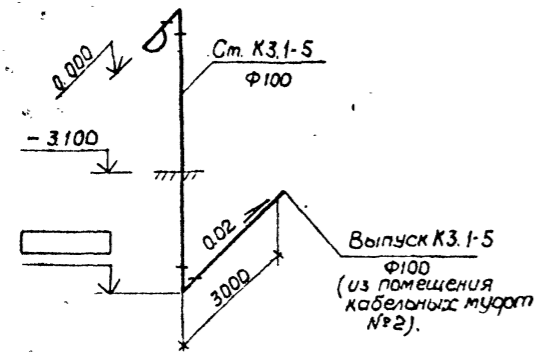 0.000
Ст. К3.1-5
Ф100
- 3.100
0.02
3000
Выпуск К3.1-5
Ф100
(из помещения
кабельных муфт
№2).